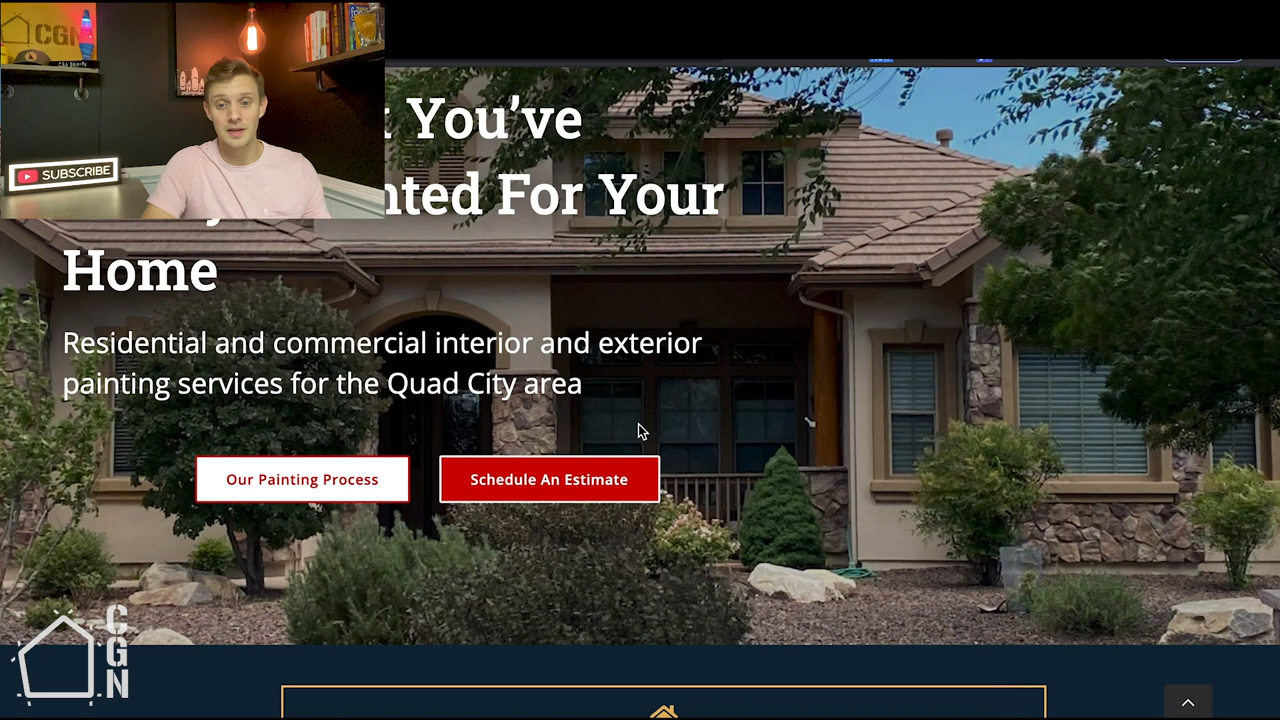 CGN
SUBSCRIBE
You've
nted For Your
Home
Residential and commercial interior and exterior
painting services for the Quad City area
Our Painting Process
Schedule An Estimate
CGN